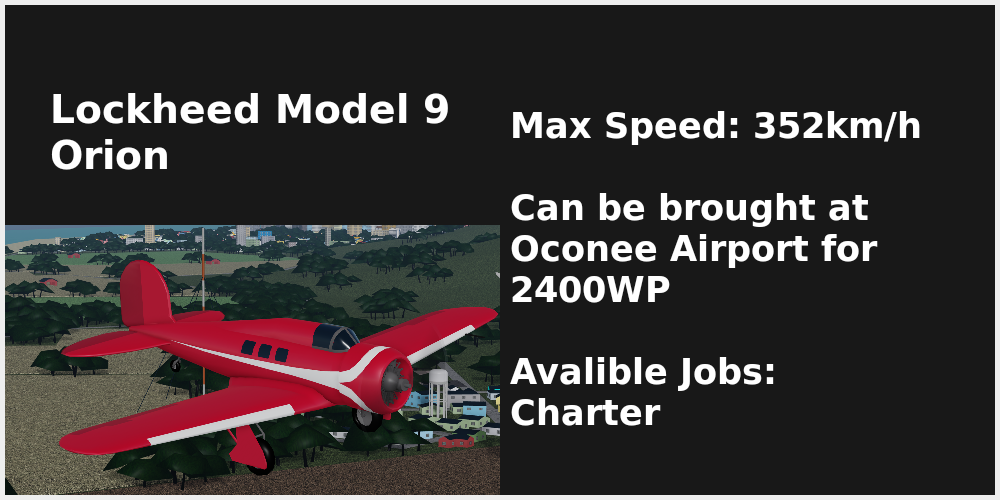 Lockheed Model 9
Orion
Max Speed: 352km/h
Can be brought at
Oconee Airport for
2400WP
Avalible Jobs:
Charter